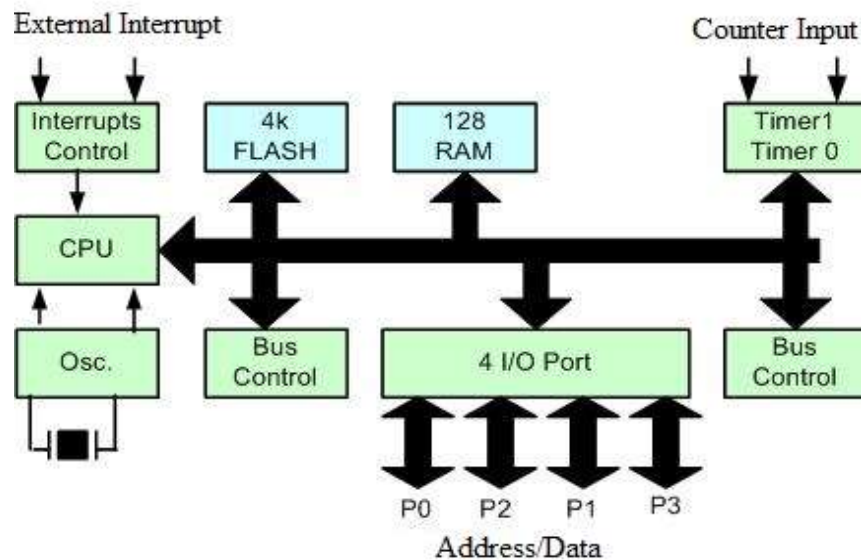 External Interrupt
Counter Input
Interrupts
Control
4k
FLASH
128
RAM
Timer1
Timer 0
CPU
Osc.
Bus
Control
4 I/O Port
Bus
Control
P0 P2 P1 P3
Address/Data